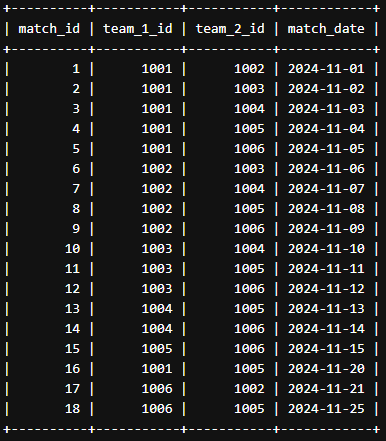 +----------+-----------+-----------+------------+
| match_id | team_1_id | team_2_id | match_date |
+----------+-----------+-----------+------------+
|        1 |      1001 |      1002 | 2024-11-01 |
|        2 |      1001 |      1003 | 2024-11-02 |
|        3 |      1001 |      1004 | 2024-11-03 |
|        4 |      1001 |      1005 | 2024-11-04 |
|        5 |      1001 |      1006 | 2024-11-05 |
|        6 |      1002 |      1003 | 2024-11-06 |
|        7 |      1002 |      1004 | 2024-11-07 |
|        8 |      1002 |      1005 | 2024-11-08 |
|        9 |      1002 |      1006 | 2024-11-09 |
|       10 |      1003 |      1004 | 2024-11-10 |
|       11 |      1003 |      1005 | 2024-11-11 |
|       12 |      1003 |      1006 | 2024-11-12 |
|       13 |      1004 |      1005 | 2024-11-13 |
|       14 |      1004 |      1006 | 2024-11-14 |
|       15 |      1005 |      1006 | 2024-11-15 |
|       16 |      1001 |      1005 | 2024-11-20 |
|       17 |      1006 |      1002 | 2024-11-21 |
|       18 |      1006 |      1005 | 2024-11-25 |
+----------+-----------+-----------+------------+